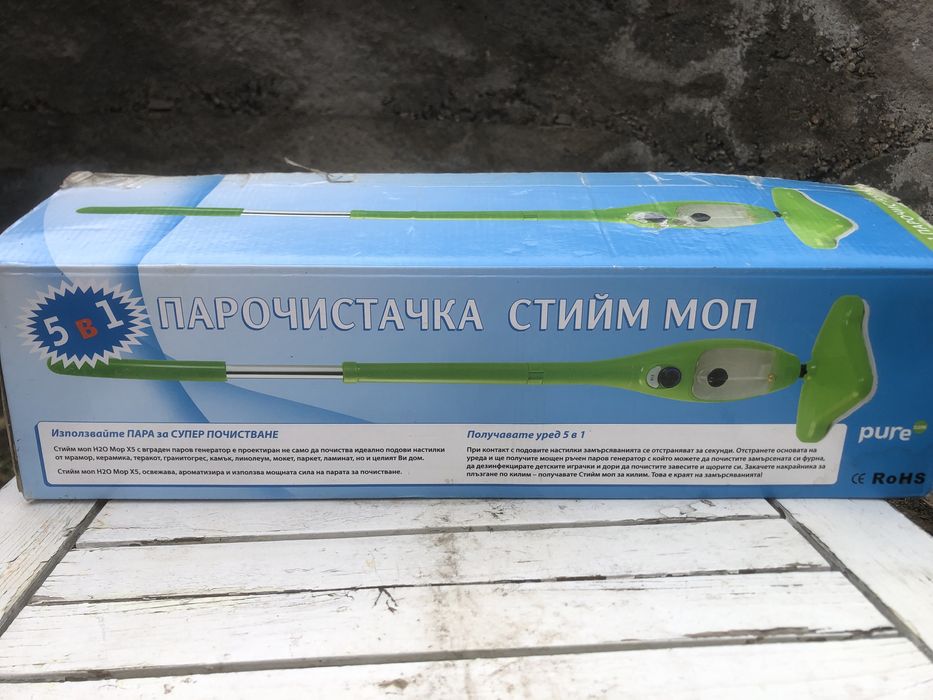 ПАРОЧИС
5 в 1
ПАРОЧИСТАЧКА СТИЙМ МОП
Използвайте ПАРА за СУПЕР ПОЧИСТВАНЕ
Стийм моп H2O Mop X5 с вграден паров генератор е проектиран не само да почиства идеално подови настилки
от мрамор, керамика, теракот, гранитогрес, камък, линолеум, мокет, паркет, ламинат, но и целият Ви дом.
Стийм моп H2O Mop X5, освежава, ароматизира и използва мощната сила на парата за почистване.
Получавате уред 5 в 1
При контакт с подовите настилки замърсяванията се отстраняват за секунди. Отстранете основата на
уреда и ще получите мощен ръчен паров генератор с който можете да почистите замърсената си фурна,
да дезинфекцирате детските играчки и дори да почистите завесите и щорите си. Закачете накрайника за
плъзгане по килим – получавате Стийм моп за килим. Това е краят на замърсяванията!
pure
CE RoHS